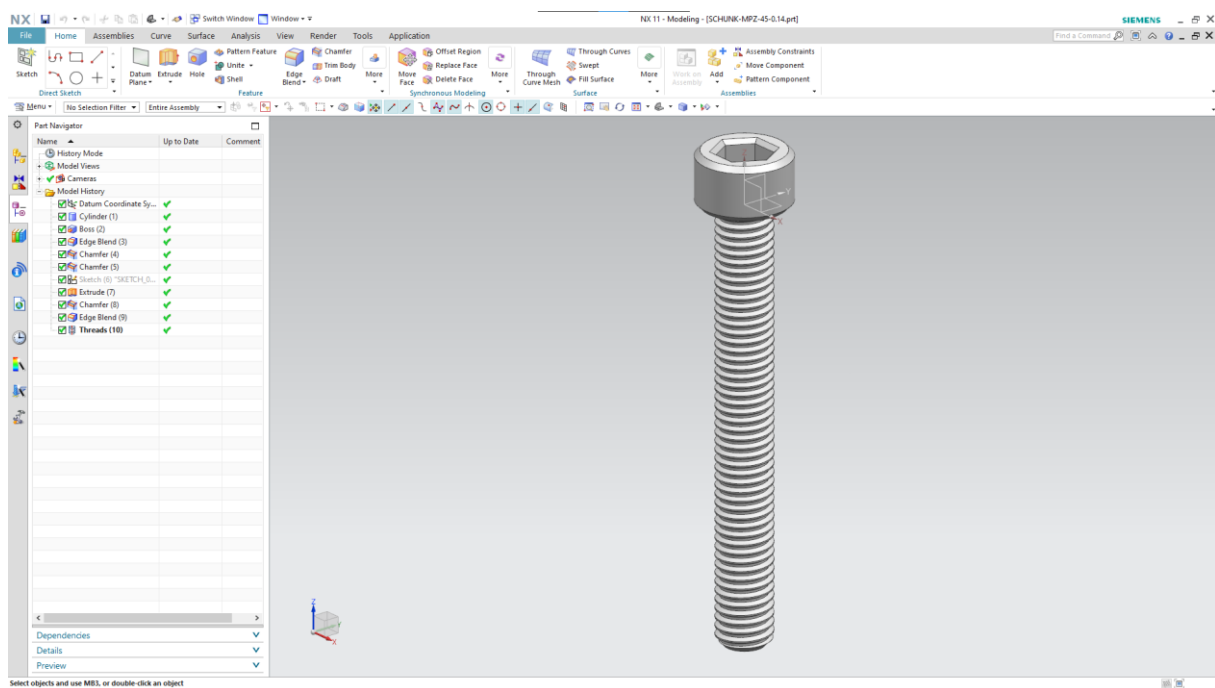 NX Switch Window Window NX 11 - Modeling - [SCHUNK-MPZ-45-0.14.prt] SIEMENS
File Home Assemblies Curve Surface Analysis View Render Tools Application Find a Command
Sketch
Direct Sketch
Datum Plane Extrude Hole
Pattern Feature
Unite
Shell
Edge Blend
Chamfer
Trim Body
Draft
More
Feature
Move Face
Offset Region
Replace Face
Delete Face
More
Synchronous Modeling
Through Curve Mesh
Through Curves
Swept
Fill Surface
More
Surface
Work on Assembly
Add
Assembly Constraints
Move Component
Pattern Component
Assemblies
Menu No Selection Filter Entire Assembly
Part Navigator
Name Up to Date Comment
History Mode
Model Views
Cameras
Model History
Datum Coordinate Sy...
Cylinder (1)
Boss (2)
Edge Blend (3)
Chamfer (4)
Chamfer (5)
Sketch (6) "SKETCH_0...
Extrude (7)
Chamfer (8)
Edge Blend (9)
Threads (10)
Dependencies
Details
Preview
Y
X
Z
X
Select objects and use MB3, or double-click an object